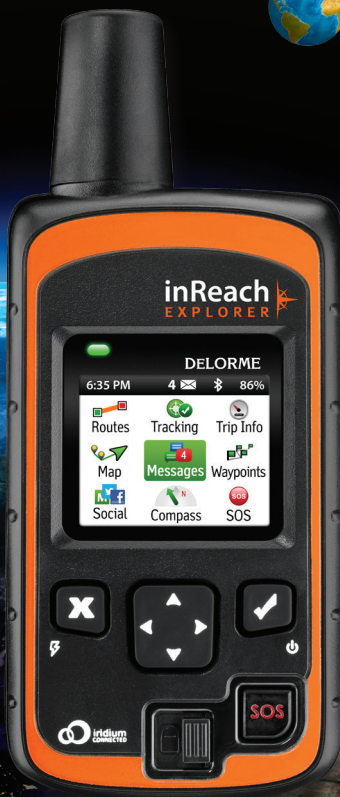 inReach
EXPLORER
DELORME
6:35 PM 4 86%
Routes Tracking Trip Info
4
Map Messages Waypoints
SOS
Social Compass SOS
N
SOS
iridium
CONNECTED